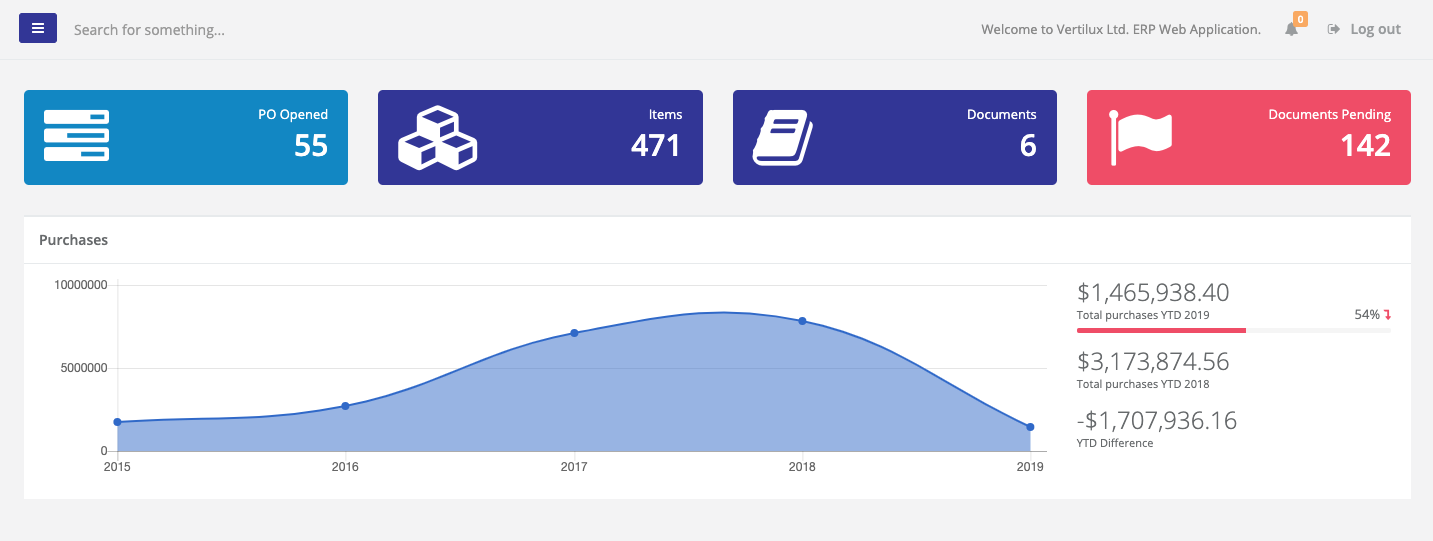 Search for something...
Welcome to Vertilux Ltd. ERP Web Application.
0
Log out
PO Opened
55
Items
471
Documents
6
Documents Pending
142
Purchases
10000000
5000000
0
2015 2016 2017 2018 2019
$1,465,938.40
Total purchases YTD 2019 54%
$3,173,874.56
Total purchases YTD 2018
-$1,707,936.16
YTD Difference